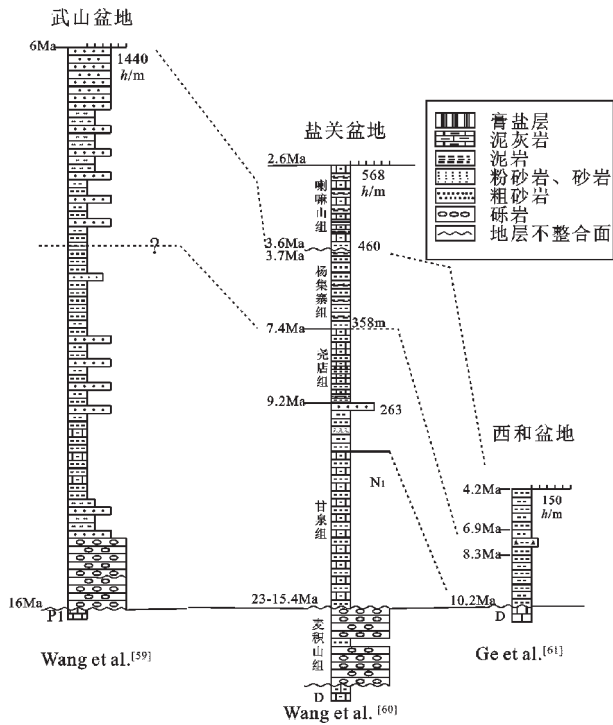 武山盆地
6Ma
1440
h/m
?
16Ma
P1
Wang et al.[59]
盐关盆地
2.6Ma
568
h/m
喇嘛山组
3.6Ma
460
3.7Ma
杨集寨组
7.4Ma
358m
尧店组
9.2Ma
263
N1
甘泉组
23-15.4Ma
麦积山组
D
Wang et al.[60]
膏盐层
泥灰岩
泥岩
粉砂岩、砂岩
粗砂岩
砾岩
地层不整合面
西和盆地
4.2Ma
150
h/m
6.9Ma
8.3Ma
10.2Ma
D
Ge et al.[61]